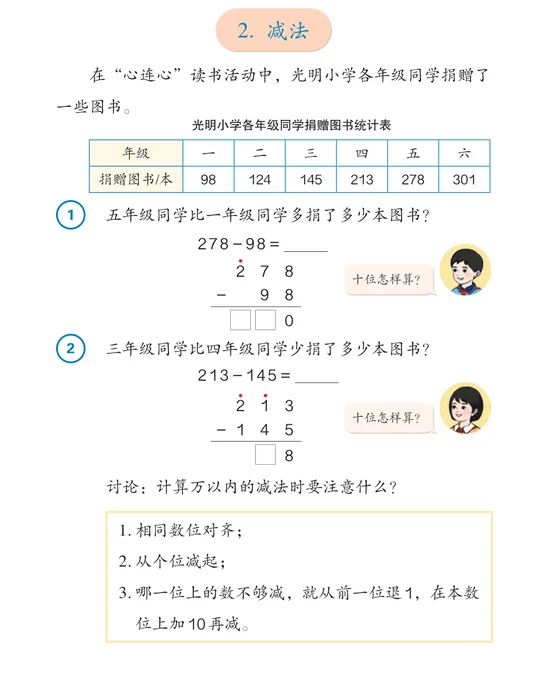 2. 减法
在“心连心”读书活动中，光明小学各年级同学捐赠了
一些图书。
光明小学各年级同学捐赠图书统计表
年级 一 二 三 四 五 六
捐赠图书/本 98 124 145 213 278 301
1 五年级同学比一年级同学多捐了多少本图书？
278－98＝_____
2 7 8
－ 9 8
□ □ 0
十位怎样算？
2 三年级同学比四年级同学少捐了多少本图书？
213－145＝_____
2 1 3
－ 1 4 5
□ 8
十位怎样算？
讨论：计算万以内的减法时要注意什么？
1. 相同数位对齐；
2. 从个位减起；
3. 哪一位上的数不够减，就从前一位退1，在本数
位上加10再减。